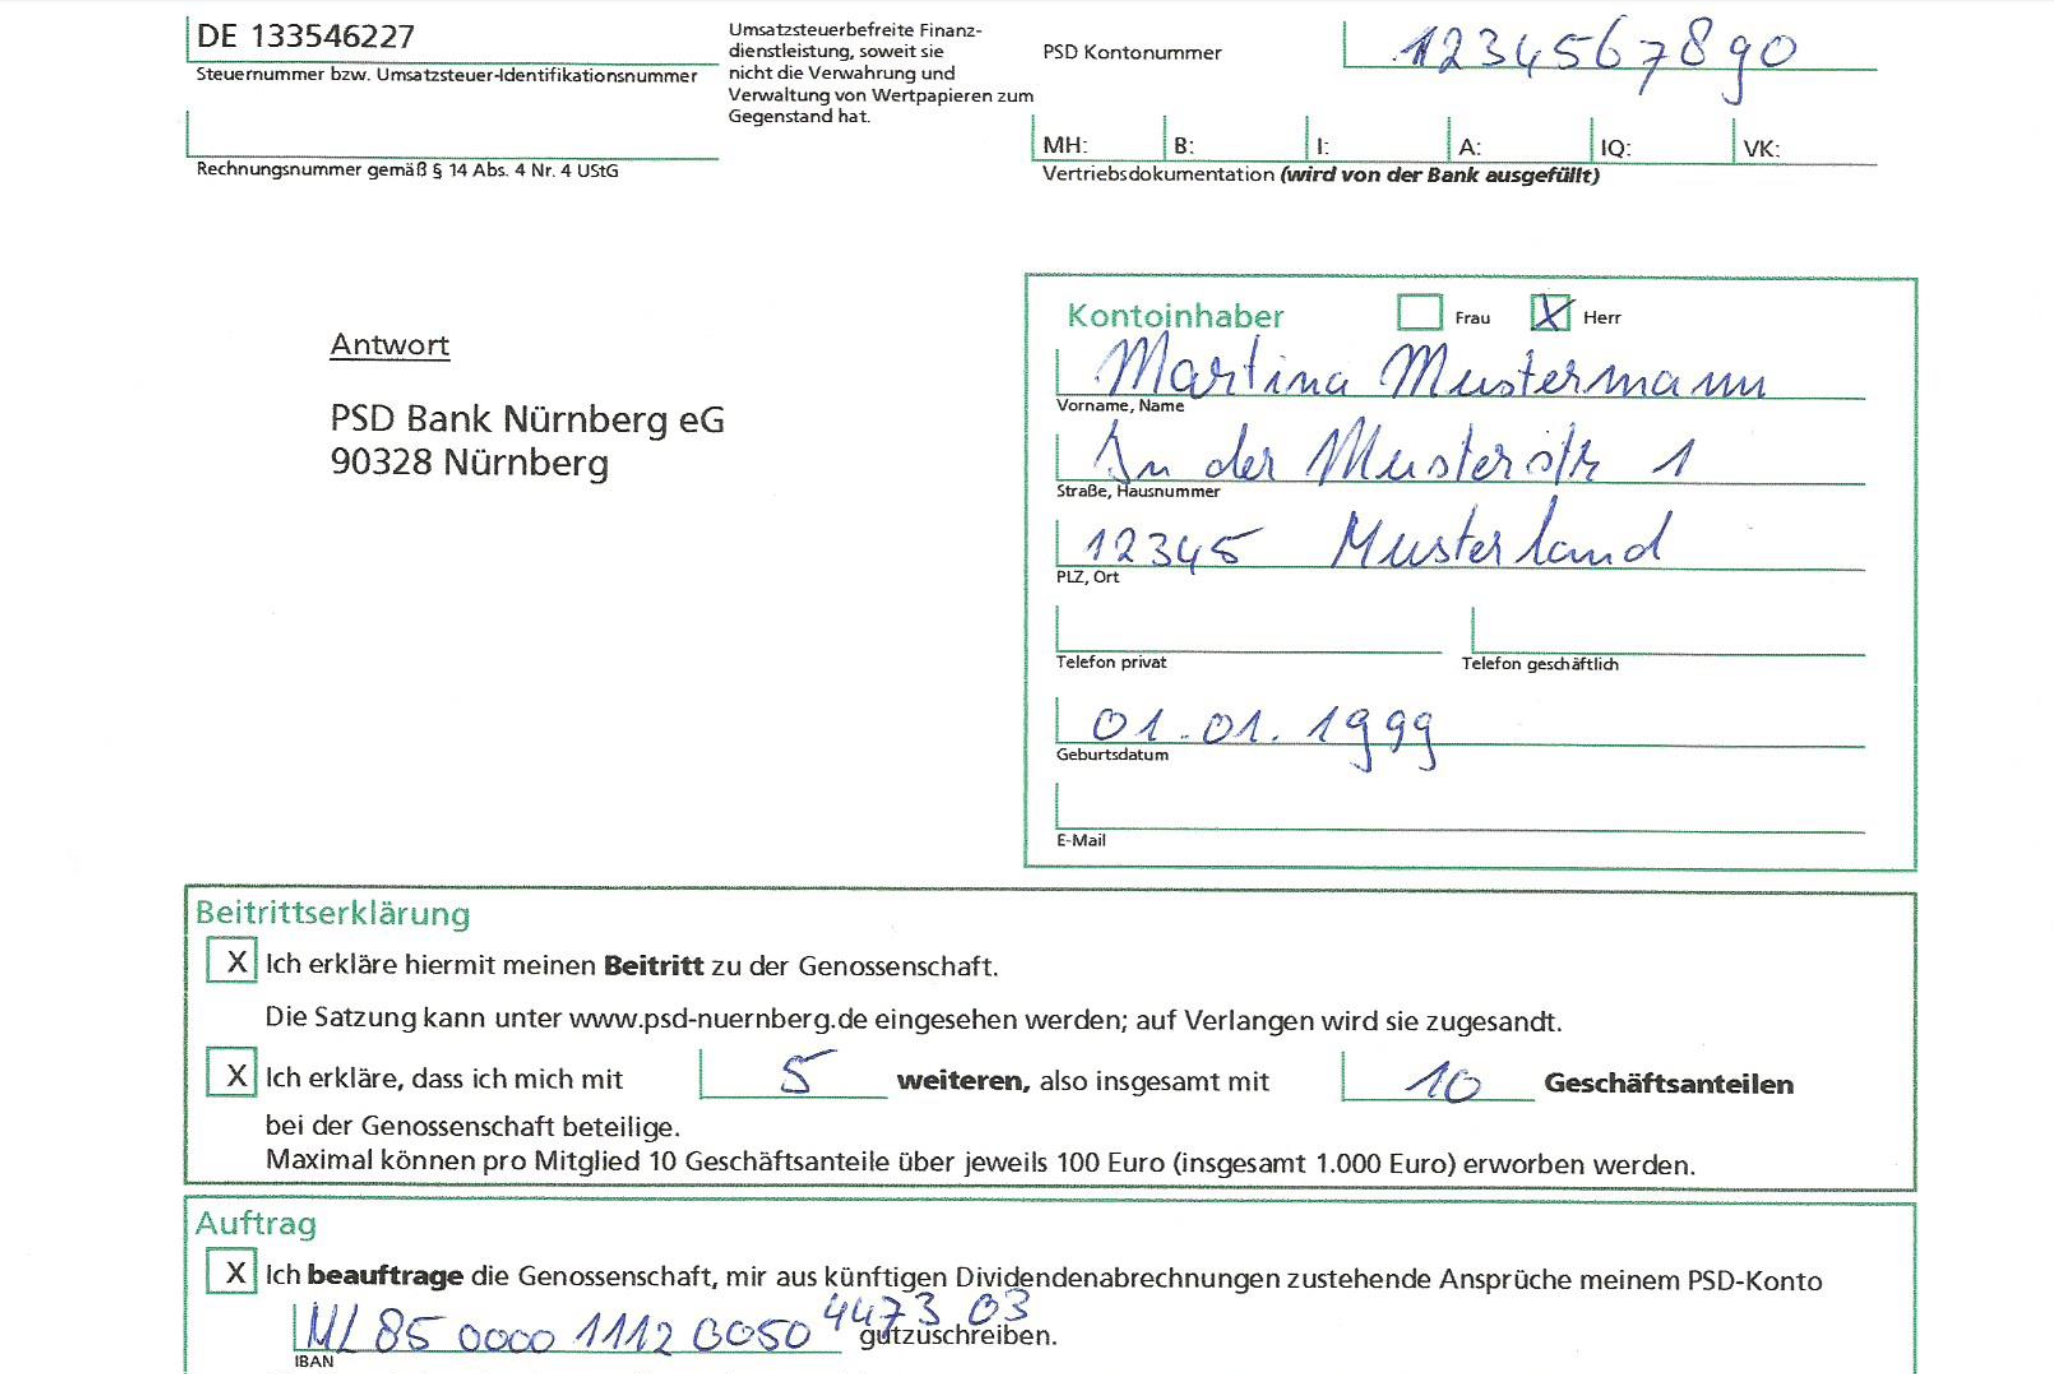 DE 133546227
Steuernummer bzw. Umsatzsteuer-Identifikationsnummer
Rechnungsnummer gemäß § 14 Abs. 4 Nr. 4 UStG
Umsatzsteuerbefreite Finanz-
dienstleistung, soweit sie
nicht die Verwahrung und
Verwaltung von Wertpapieren zum
Gegenstand hat.
PSD Kontonummer 1234567890
MH: B: I: A: IQ: VK:
Vertriebsdokumentation (wird von der Bank ausgefüllt)
Antwort
PSD Bank Nürnberg eG
90328 Nürnberg
Kontoinhaber Frau X Herr
Martina Mustermann
Vorname, Name
In der Musterstr 1
Straße, Hausnummer
12345 Musterland
PLZ, Ort
Telefon privat Telefon geschäftlich
01.01.1999
Geburtsdatum
E-Mail
Beitrittserklärung
X Ich erkläre hiermit meinen Beitritt zu der Genossenschaft.
Die Satzung kann unter www.psd-nuernberg.de eingesehen werden; auf Verlangen wird sie zugesandt.
X Ich erkläre, dass ich mich mit 5 weiteren, also insgesamt mit 10 Geschäftsanteilen
bei der Genossenschaft beteilige.
Maximal können pro Mitglied 10 Geschäftsanteile über jeweils 100 Euro (insgesamt 1.000 Euro) erworben werden.
Auftrag
X Ich beauftrage die Genossenschaft, mir aus künftigen Dividendenabrechnungen zustehende Ansprüche meinem PSD-Konto
85 0000 1112 0050 4473 03 gutzuschreiben.
IBAN